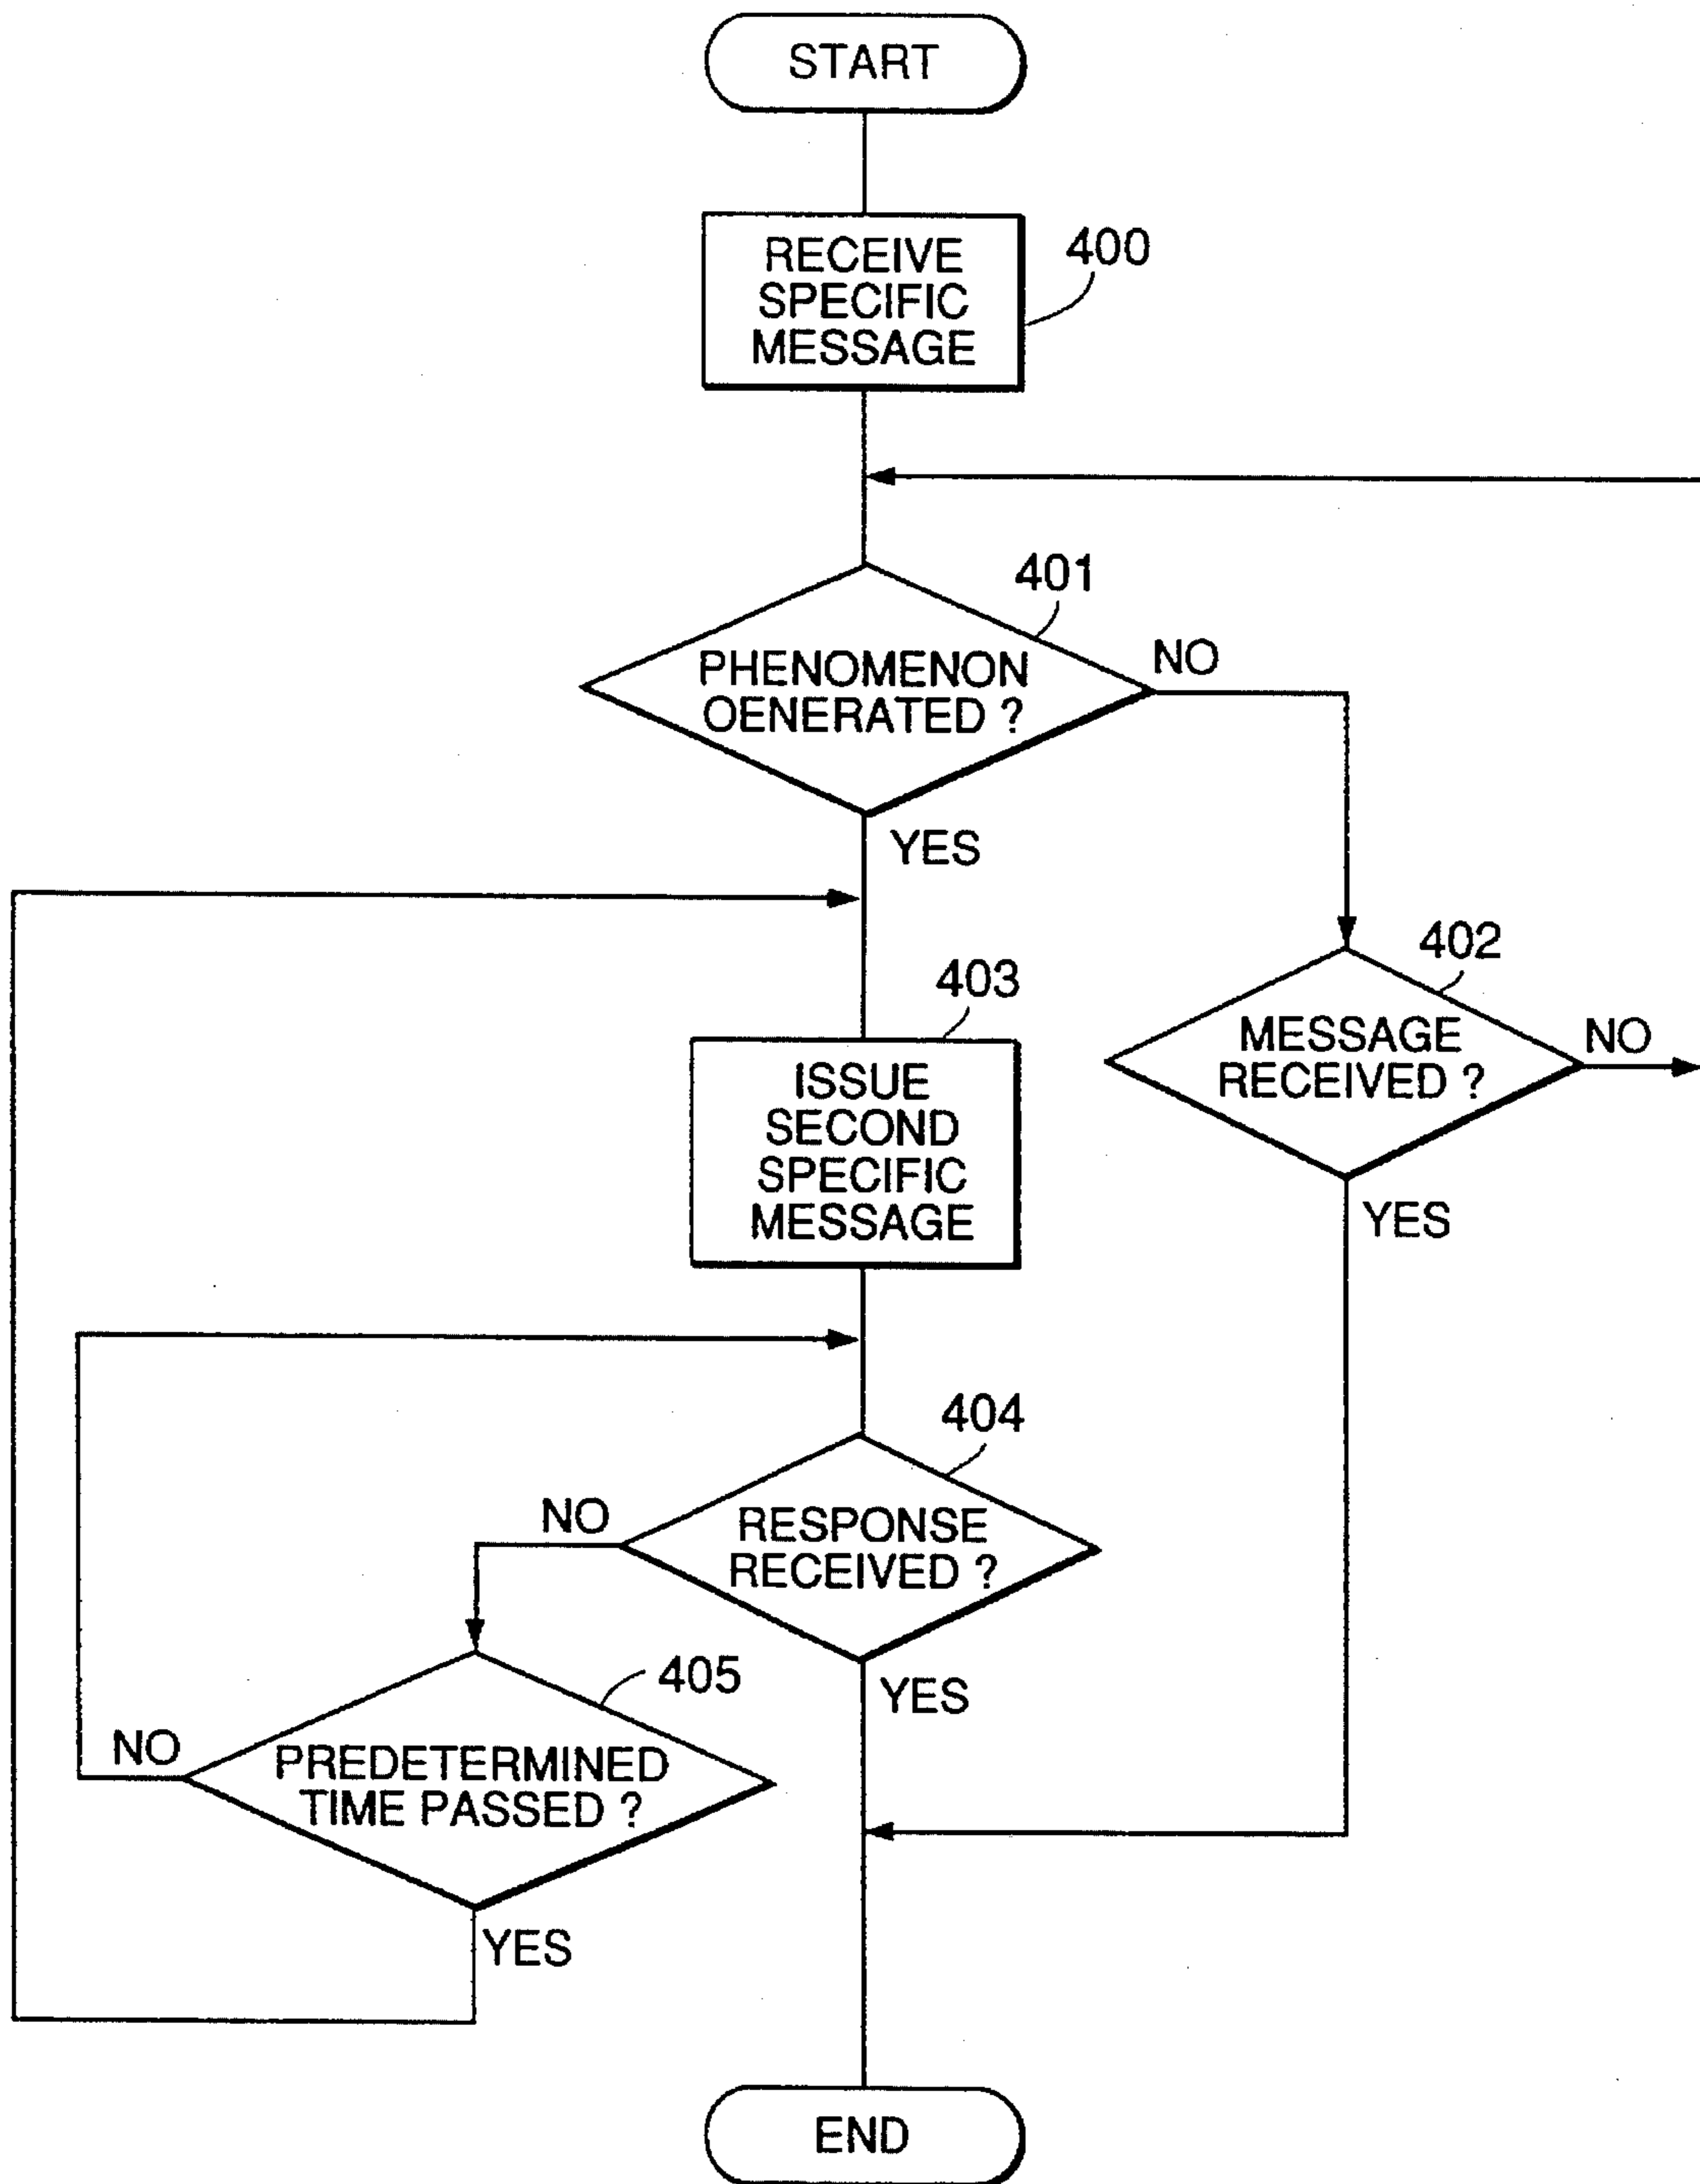 START
RECEIVE
SPECIFIC
MESSAGE
400
401
PHENOMENON
OENERATED ?
NO
YES
402
MESSAGE
RECEIVED ?
NO
YES
403
ISSUE
SECOND
SPECIFIC
MESSAGE
404
RESPONSE
RECEIVED ?
NO
YES
405
PREDETERMINED
TIME PASSED ?
NO
YES
END